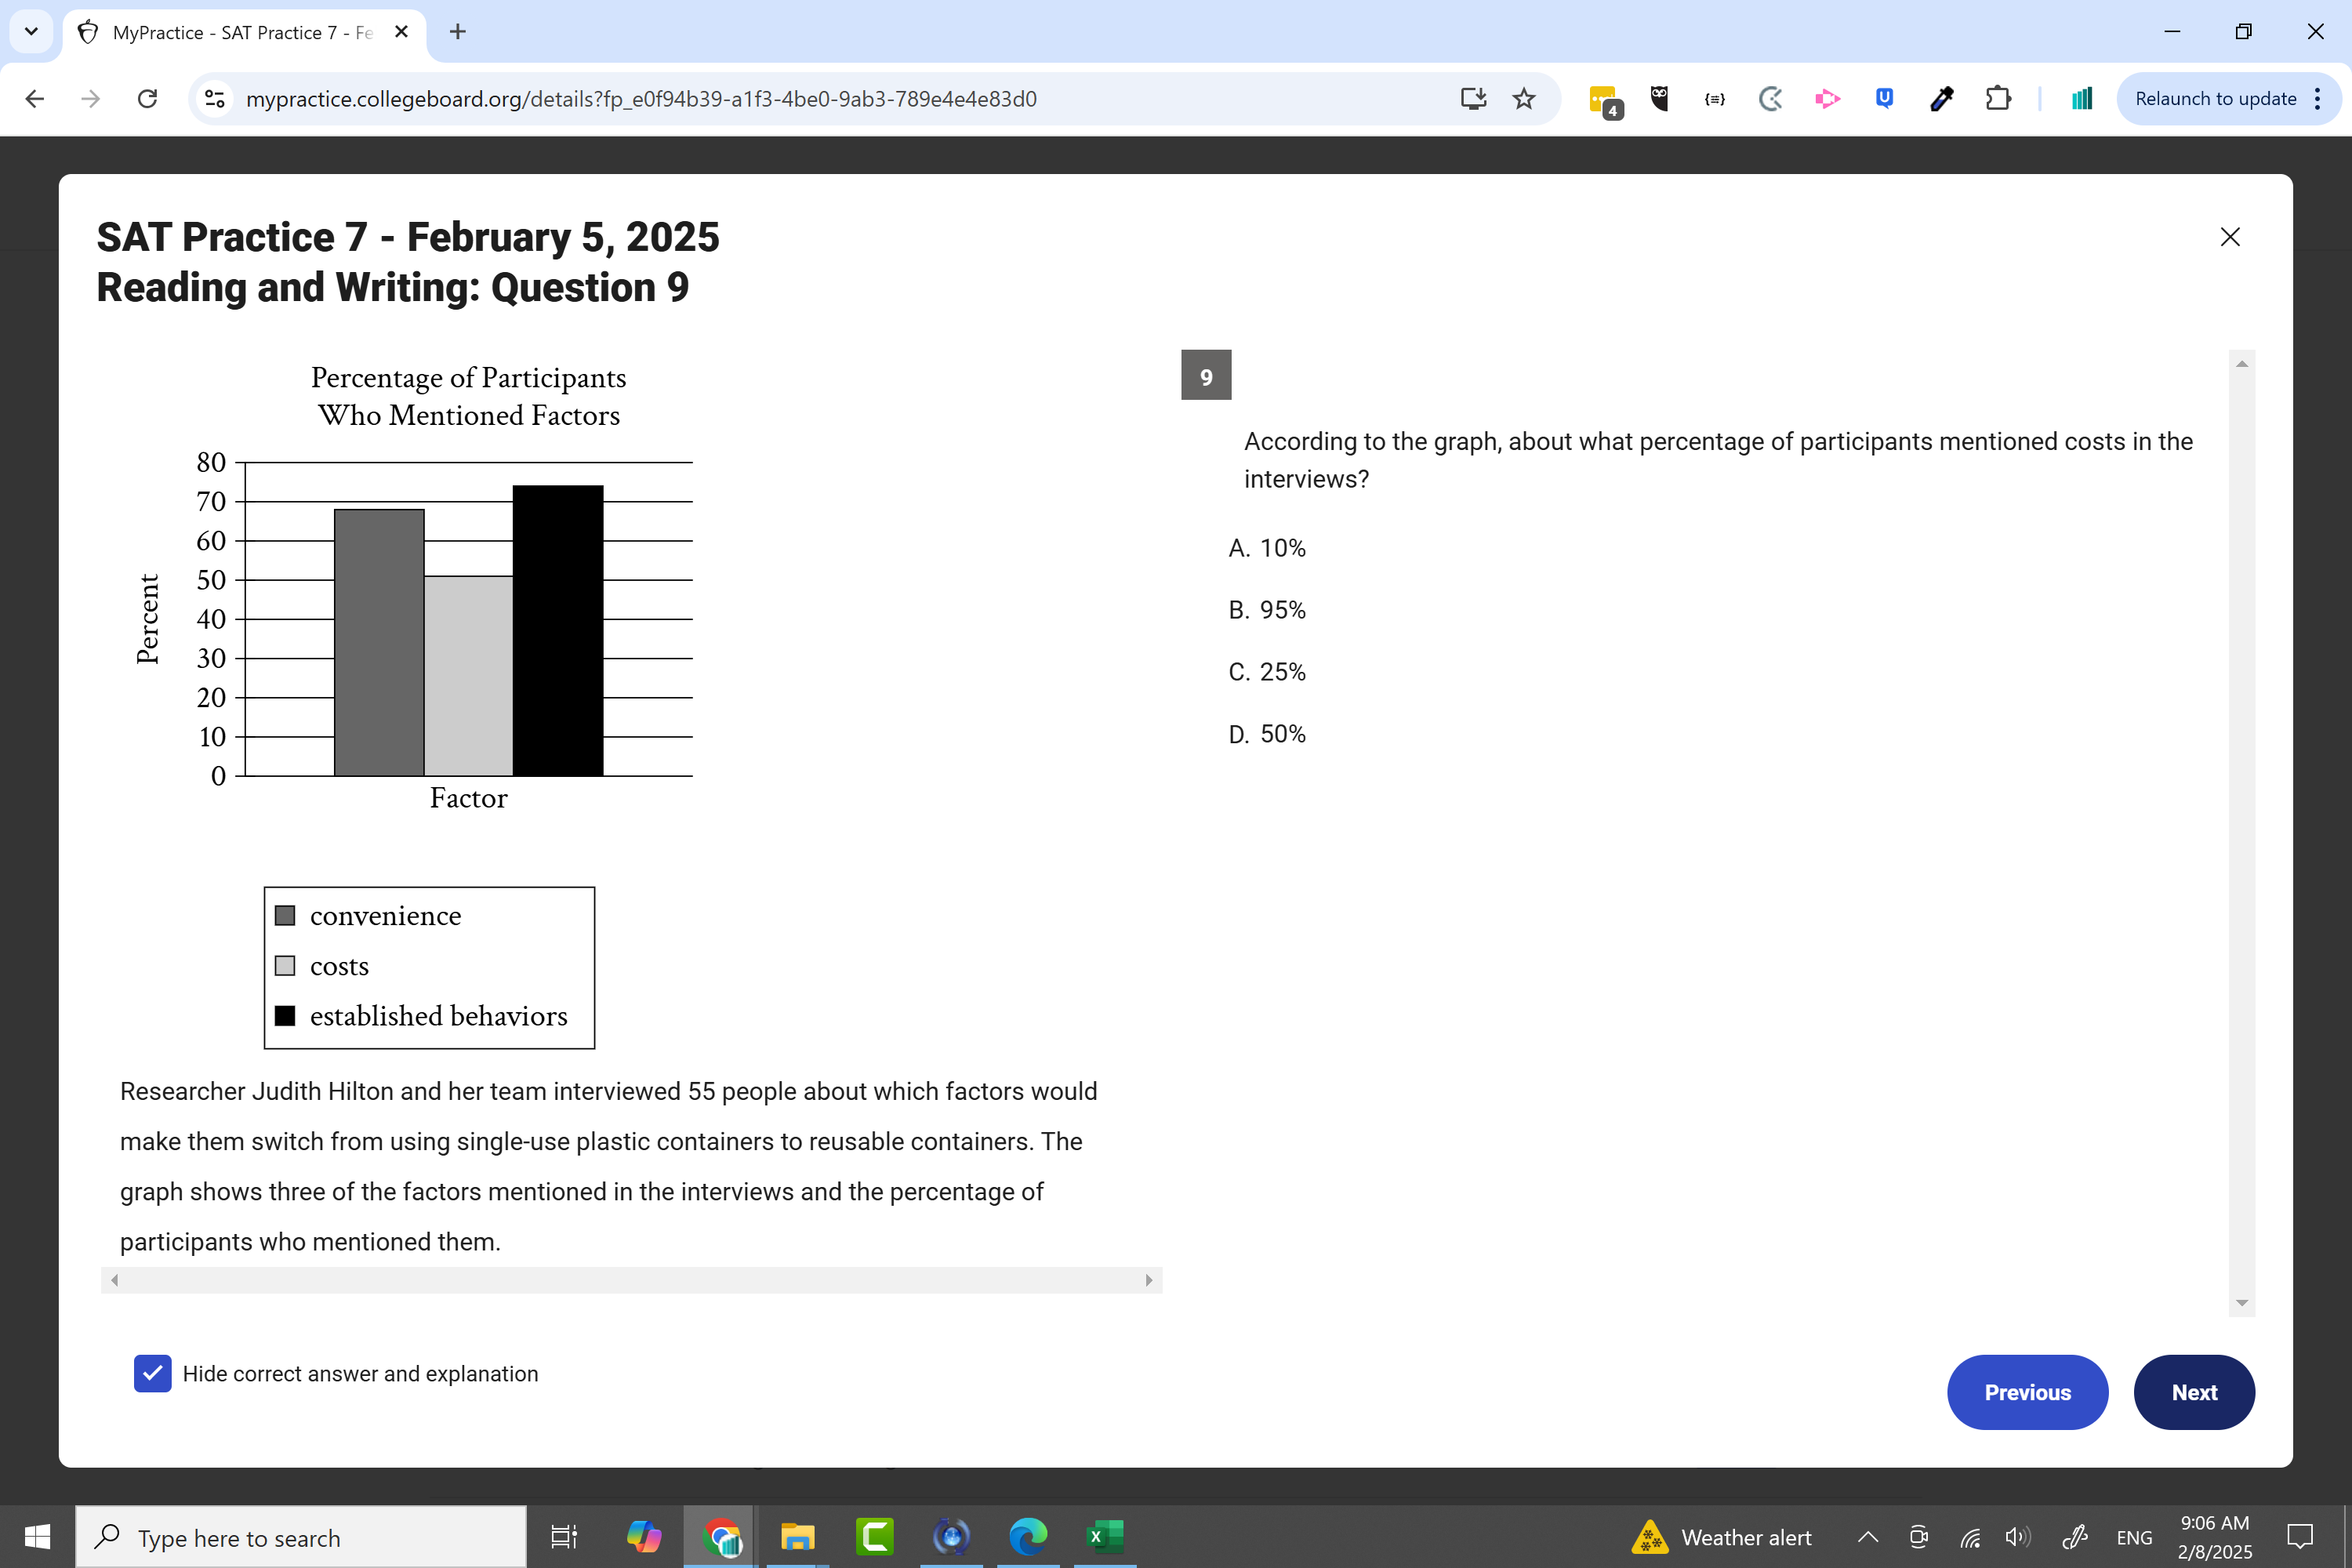 MyPractice - SAT Practice 7 - Fe
mypractice.collegeboard.org/details?fp_e0f94b39-a1f3-4be0-9ab3-789e4e4e83d0
4
{≡}
U
Relaunch to update
SAT Practice 7 - February 5, 2025
Reading and Writing: Question 9
Percentage of Participants
Who Mentioned Factors
80
70
60
50
40
30
20
10
0
Percent
Factor
convenience
costs
established behaviors
Researcher Judith Hilton and her team interviewed 55 people about which factors would
make them switch from using single-use plastic containers to reusable containers. The
graph shows three of the factors mentioned in the interviews and the percentage of
participants who mentioned them.
9
According to the graph, about what percentage of participants mentioned costs in the
interviews?
A. 10%
B. 95%
C. 25%
D. 50%
Hide correct answer and explanation
Previous
Next
Type here to search
Weather alert
ENG
9:06 AM
2/8/2025